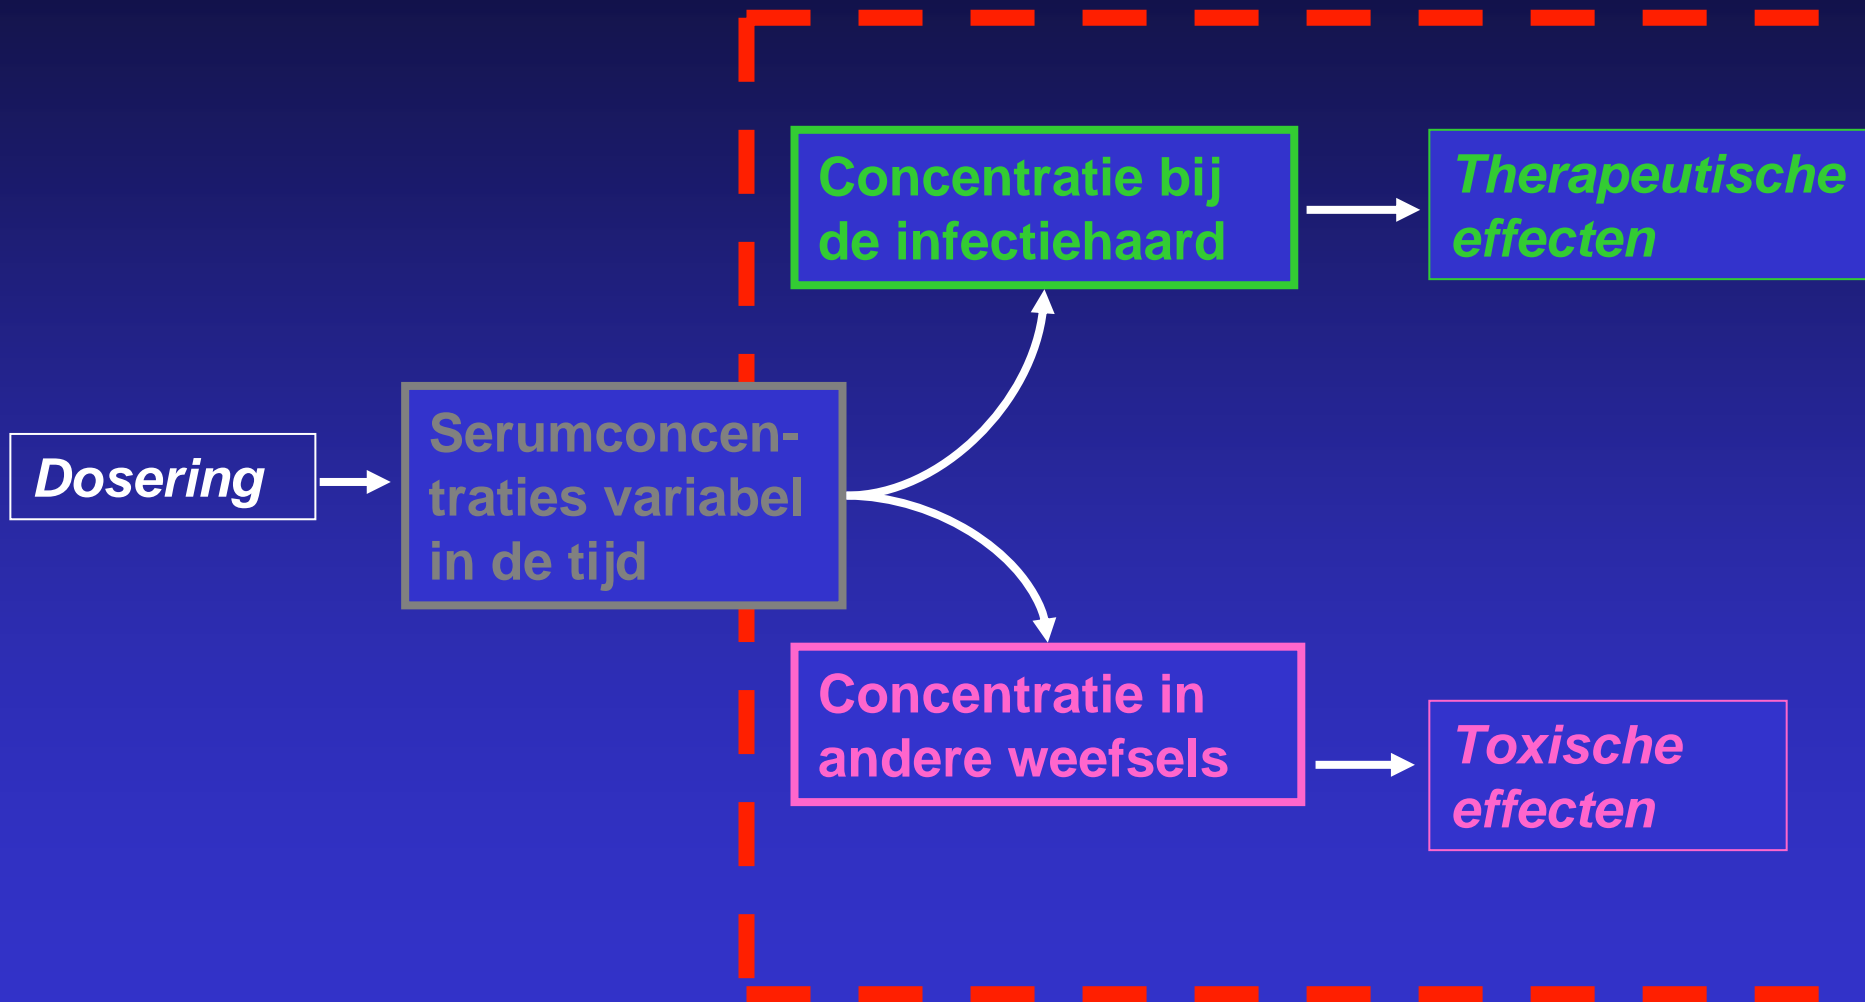 Concentratie bij
de infectiehaard
Therapeutische
effecten
Dosering
Serumconcen-
traties variabel
in de tijd
Concentratie in
andere weefsels
Toxische
effecten